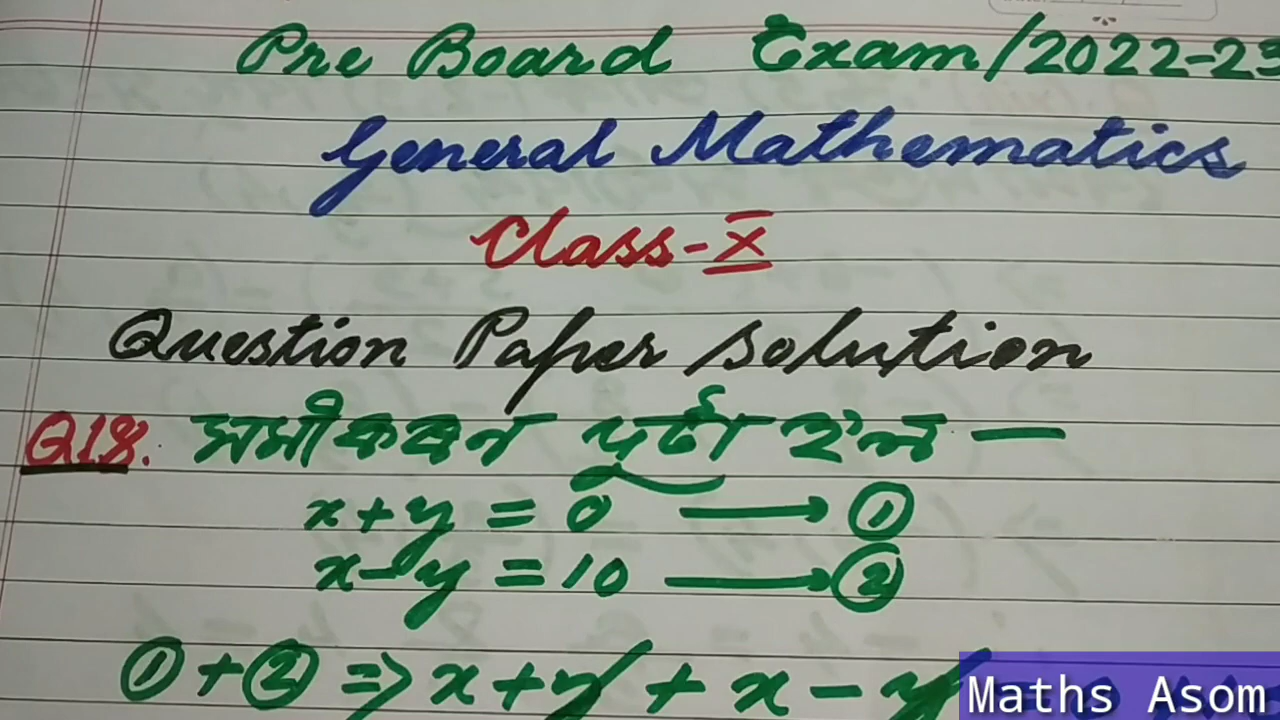 Pre Board Exam/2022-23
General Mathematics
Class-X
Question Paper Solution
Q18. সমীকৰণ দুটা হ'ল —
x+y = 0 → ①
x-y = 10 → ②
①+② => x+y + x-y =
Maths Asom